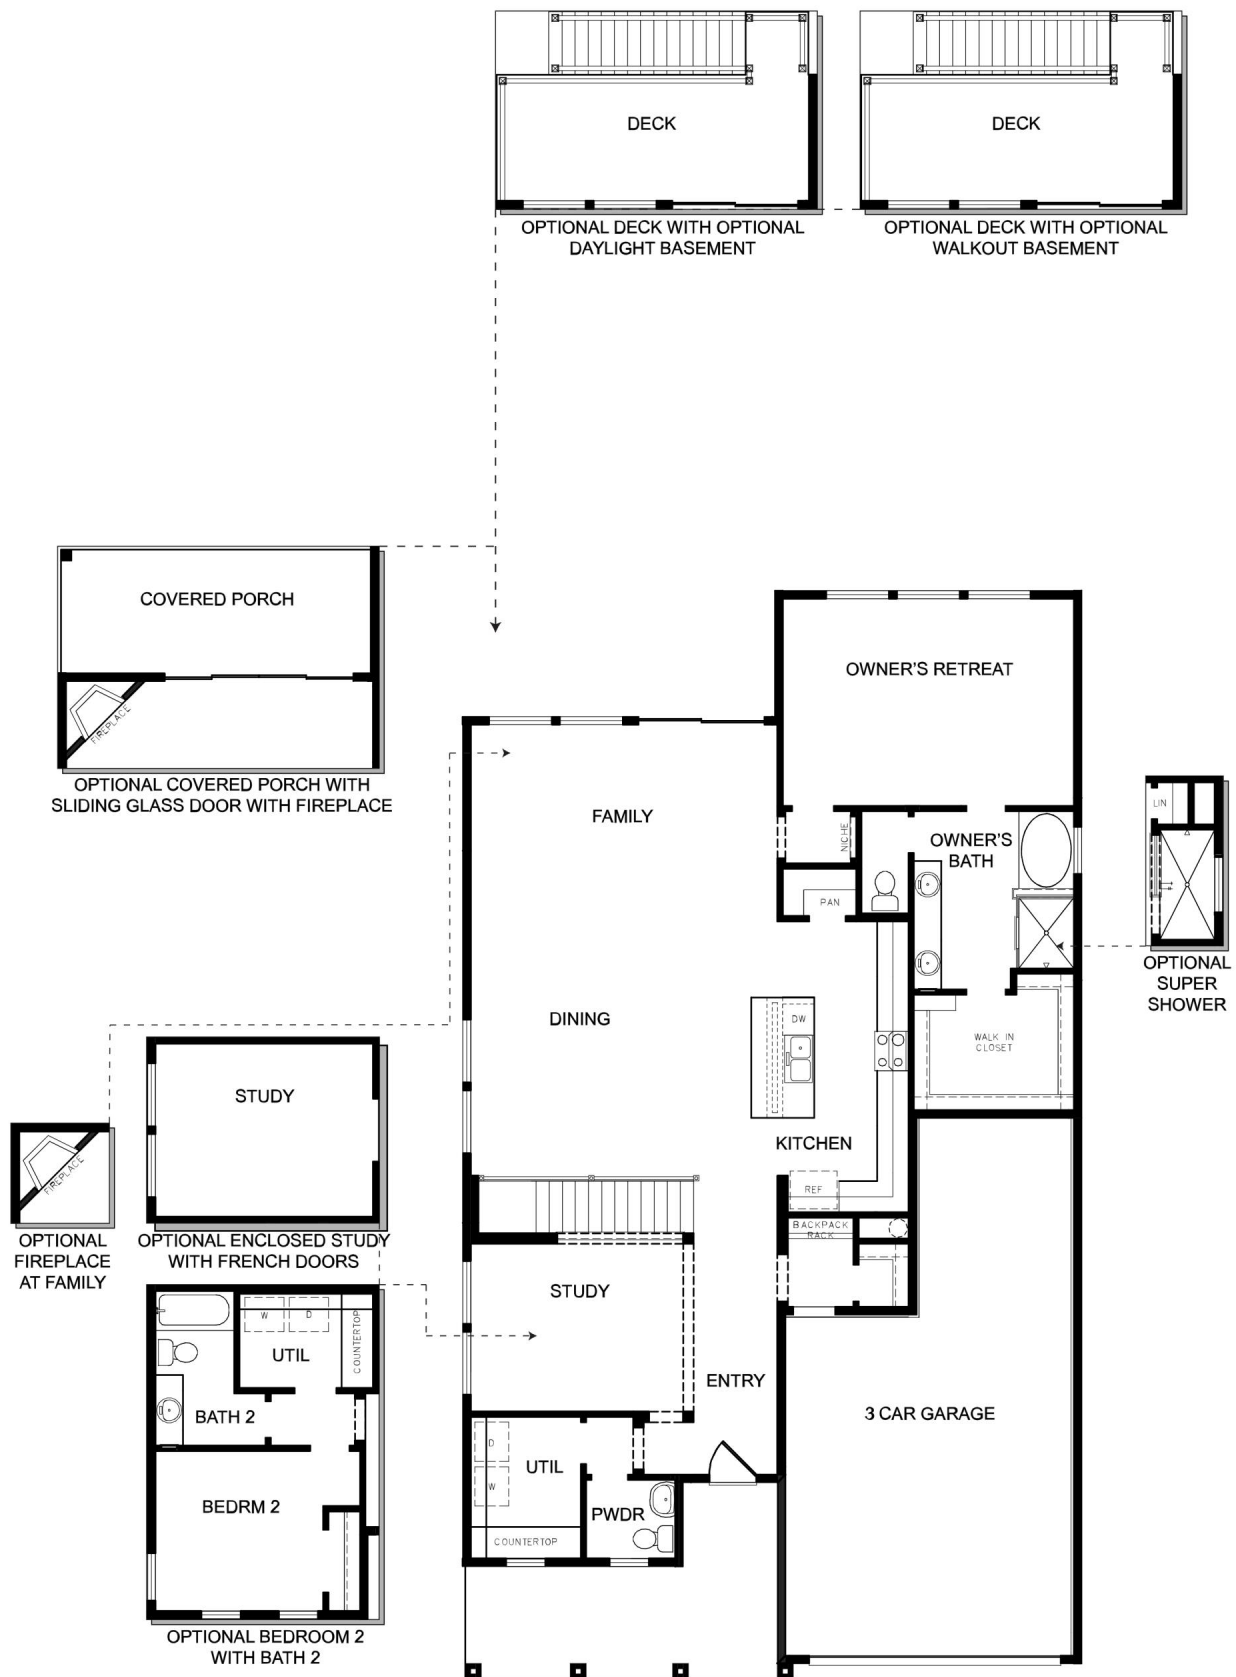 DECK
DECK
OPTIONAL DECK WITH OPTIONAL
DAYLIGHT BASEMENT
OPTIONAL DECK WITH OPTIONAL
WALKOUT BASEMENT
COVERED PORCH
FIREPLACE
OPTIONAL COVERED PORCH WITH
SLIDING GLASS DOOR WITH FIREPLACE
OWNER'S RETREAT
FAMILY
NICHE
OWNER'S
BATH
PAN
LIN
OPTIONAL
SUPER
SHOWER
DINING
DW
WALK IN
CLOSET
KITCHEN
REF
STUDY
FIREPLACE
OPTIONAL
FIREPLACE
AT FAMILY
OPTIONAL ENCLOSED STUDY
WITH FRENCH DOORS
BACKPACK
RACK
STUDY
ENTRY
3 CAR GARAGE
W
D
COUNTERTOP
UTIL
BATH 2
BEDRM 2
OPTIONAL BEDROOM 2
WITH BATH 2
D
W
UTIL
PWDR
COUNTERTOP